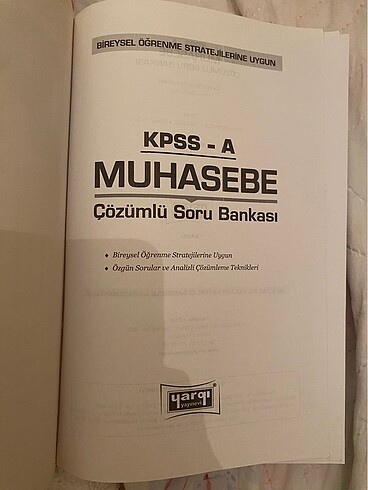 BİREYSEL ÖĞRENME STRATEJİLERİNE UYGUN
KPSS - A
MUHASEBE
Çözümlü Soru Bankası
♦ Bireysel Öğrenme Stratejilerine Uygun
♦ Özgün Sorular ve Analizli Çözümleme Teknikleri
yargı
yayınevi